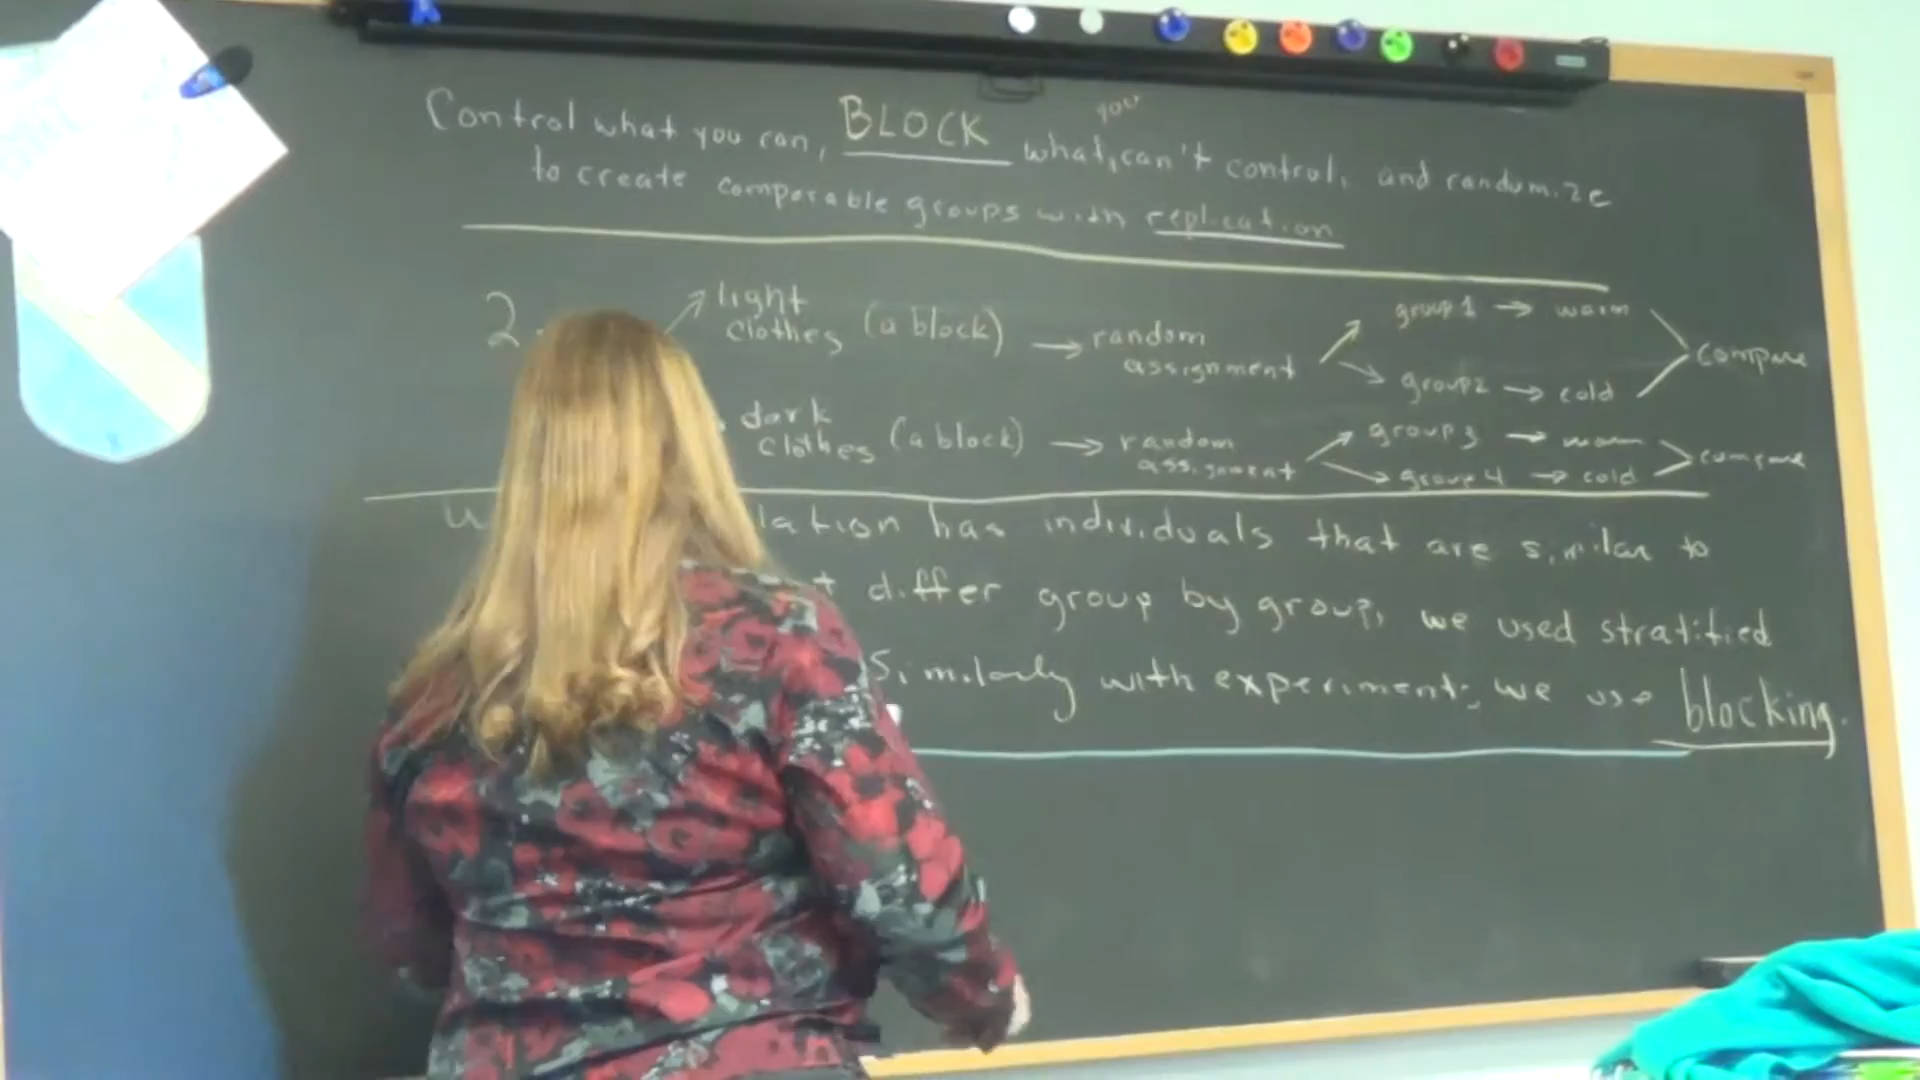 Control what you can, BLOCK what you can't control, and randomize
to create comparable groups with replication
2. light
clothes (a block) → random
assignment
group 1 → warm
group 2 → cold
compare
dark
clothes (a block) → random
assignment
group 3 → warm
group 4 → cold
compare
lation has individuals that are similar to
differ group by group, we used stratified
Similarly with experiments, we use blocking.